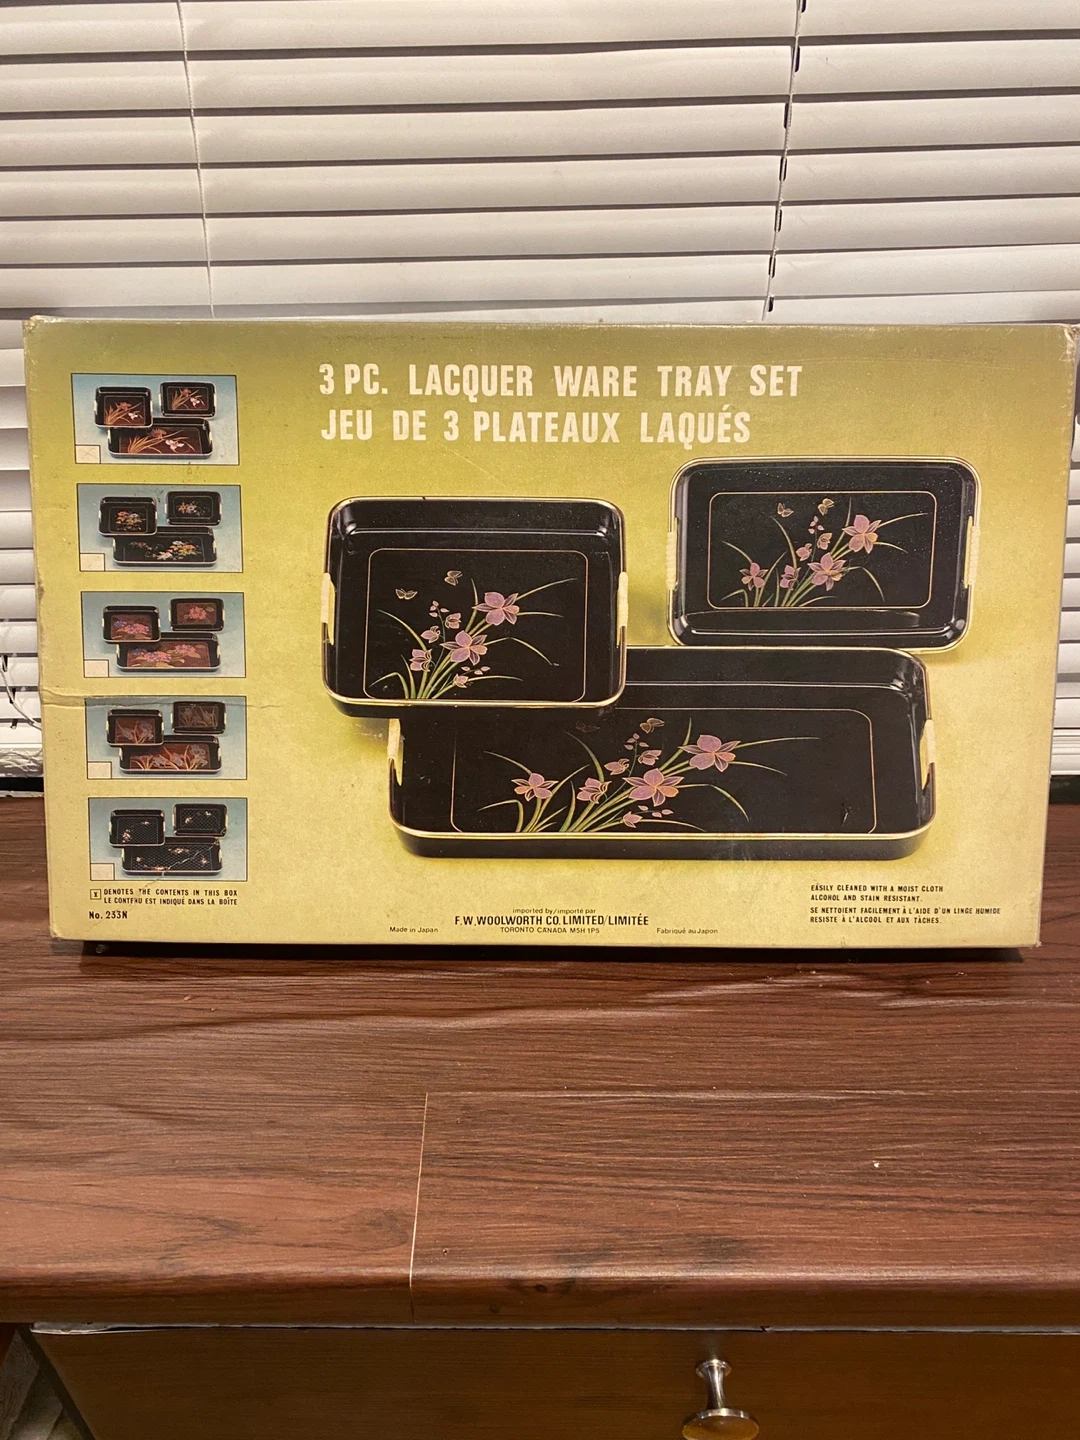 3 PC. LACQUER WARE TRAY SET
JEU DE 3 PLATEAUX LAQUÉS
X DENOTES THE CONTENTS IN THIS BOX
LE CONTENU EST INDIQUÉ DANS LA BOÎTE
No. 233N
imported by/importé par
F.W. WOOLWORTH CO. LIMITED/LIMITÉE
Made in Japan
TORONTO CANADA M5H 1P5
Fabriqué au Japon
EASILY CLEANED WITH A MOIST CLOTH
ALCOHOL AND STAIN RESISTANT.
SE NETTOIENT FACILEMENT À L'AIDE D'UN LINGE HUMIDE
RESISTE À L'ALCOOL ET AUX TÂCHES.